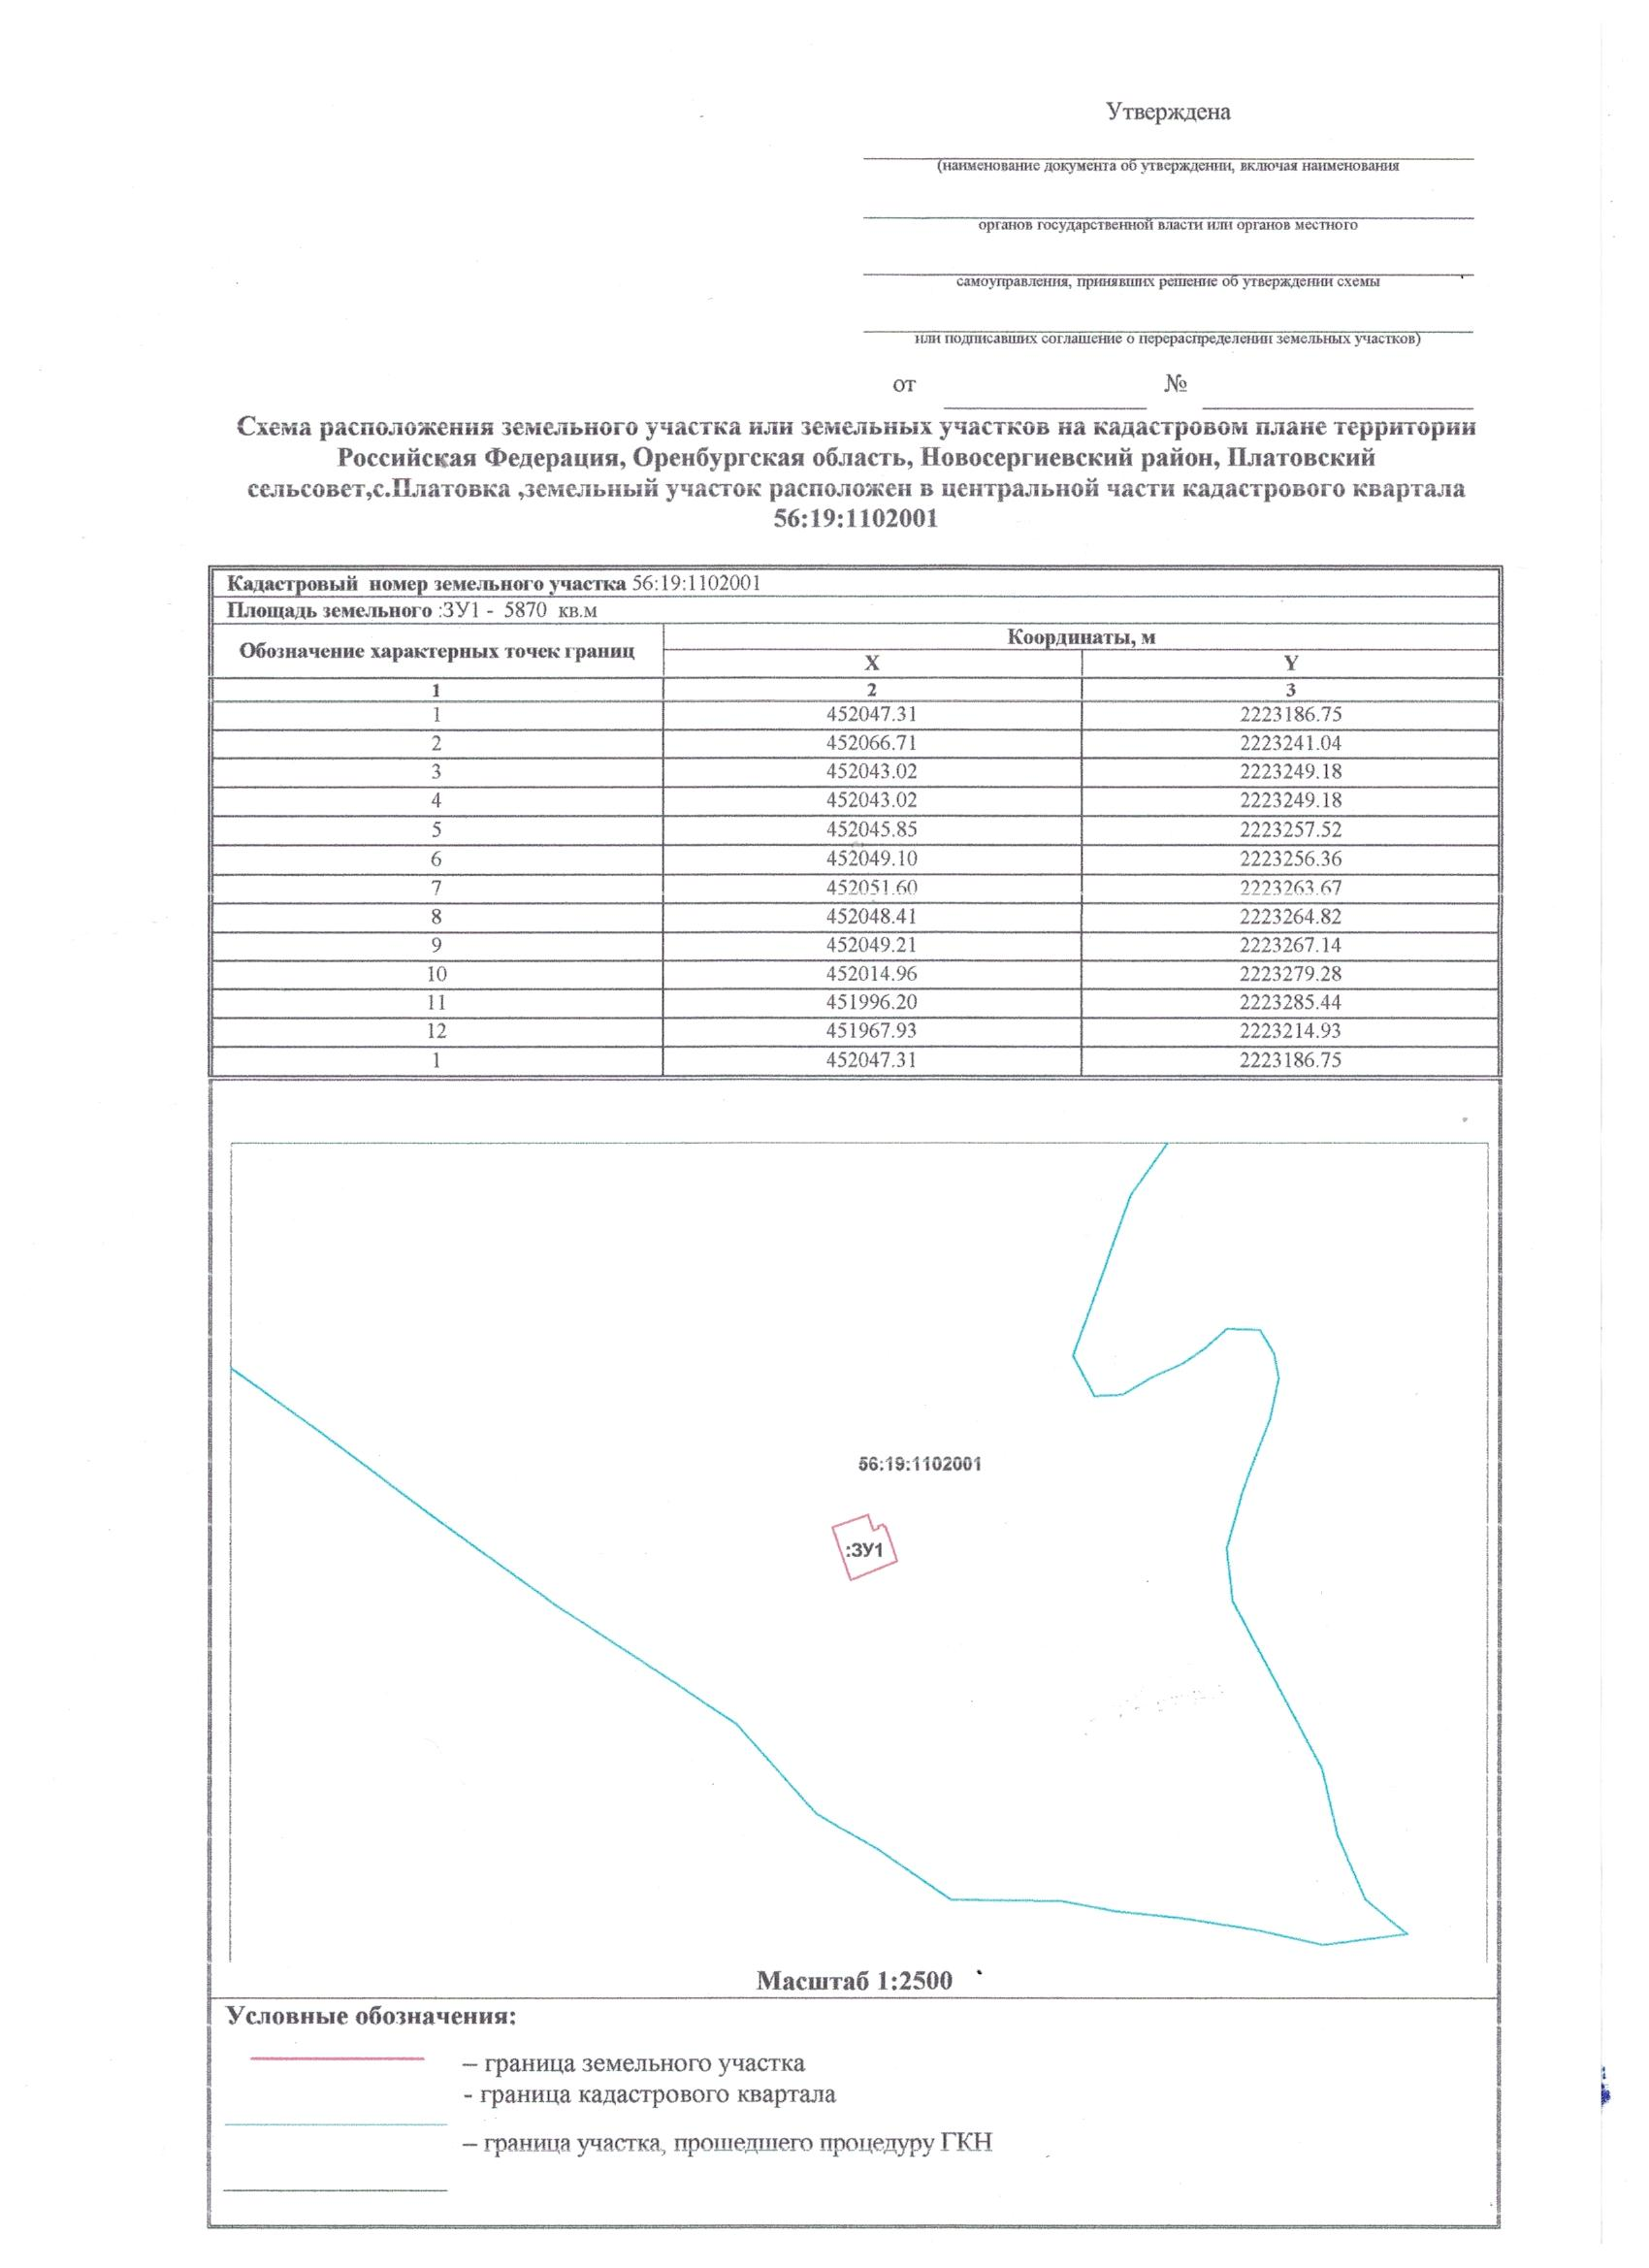 Утверждена
(наименование документа об утверждении, включая наименования
органов государственной власти или органов местного
самоуправления, принявших решение об утверждении схемы
или подписавших соглашение о перераспределении земельных участков)
от № 
Схема расположения земельного участка или земельных участков на кадастровом плане территории
Российская Федерация, Оренбургская область, Новосергиевский район, Платовский
сельсовет,с.Платовка ,земельный участок расположен в центральной части кадастрового квартала
56:19:1102001
Кадастровый номер земельного участка 56:19:1102001
Площадь земельного :ЗУ1 - 5870 кв.м
Обозначение характерных точек границ
Координаты, м
X Y
1 2 3
1 452047.31 2223186.75
2 452066.71 2223241.04
3 452043.02 2223249.18
4 452043.02 2223249.18
5 452045.85 2223257.52
6 452049.10 2223256.36
7 452051.60 2223263.67
8 452048.41 2223264.82
9 452049.21 2223267.14
10 452014.96 2223279.28
11 451996.20 2223285.44
12 451967.93 2223214.93
1 452047.31 2223186.75
56:19:1102001
:ЗУ1
Масштаб 1:2500
Условные обозначения:
– граница земельного участка
- граница кадастрового квартала
– граница участка, прошедшего процедуру ГКН